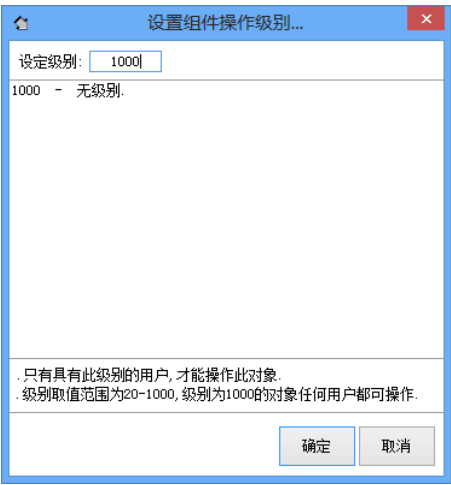 设置组件操作级别...
设定级别: 1000
1000 - 无级别.
.只有具有此级别的用户,才能操作此对象.
.级别取值范围为20-1000,级别为1000的对象任何用户都可操作.
确定 取消